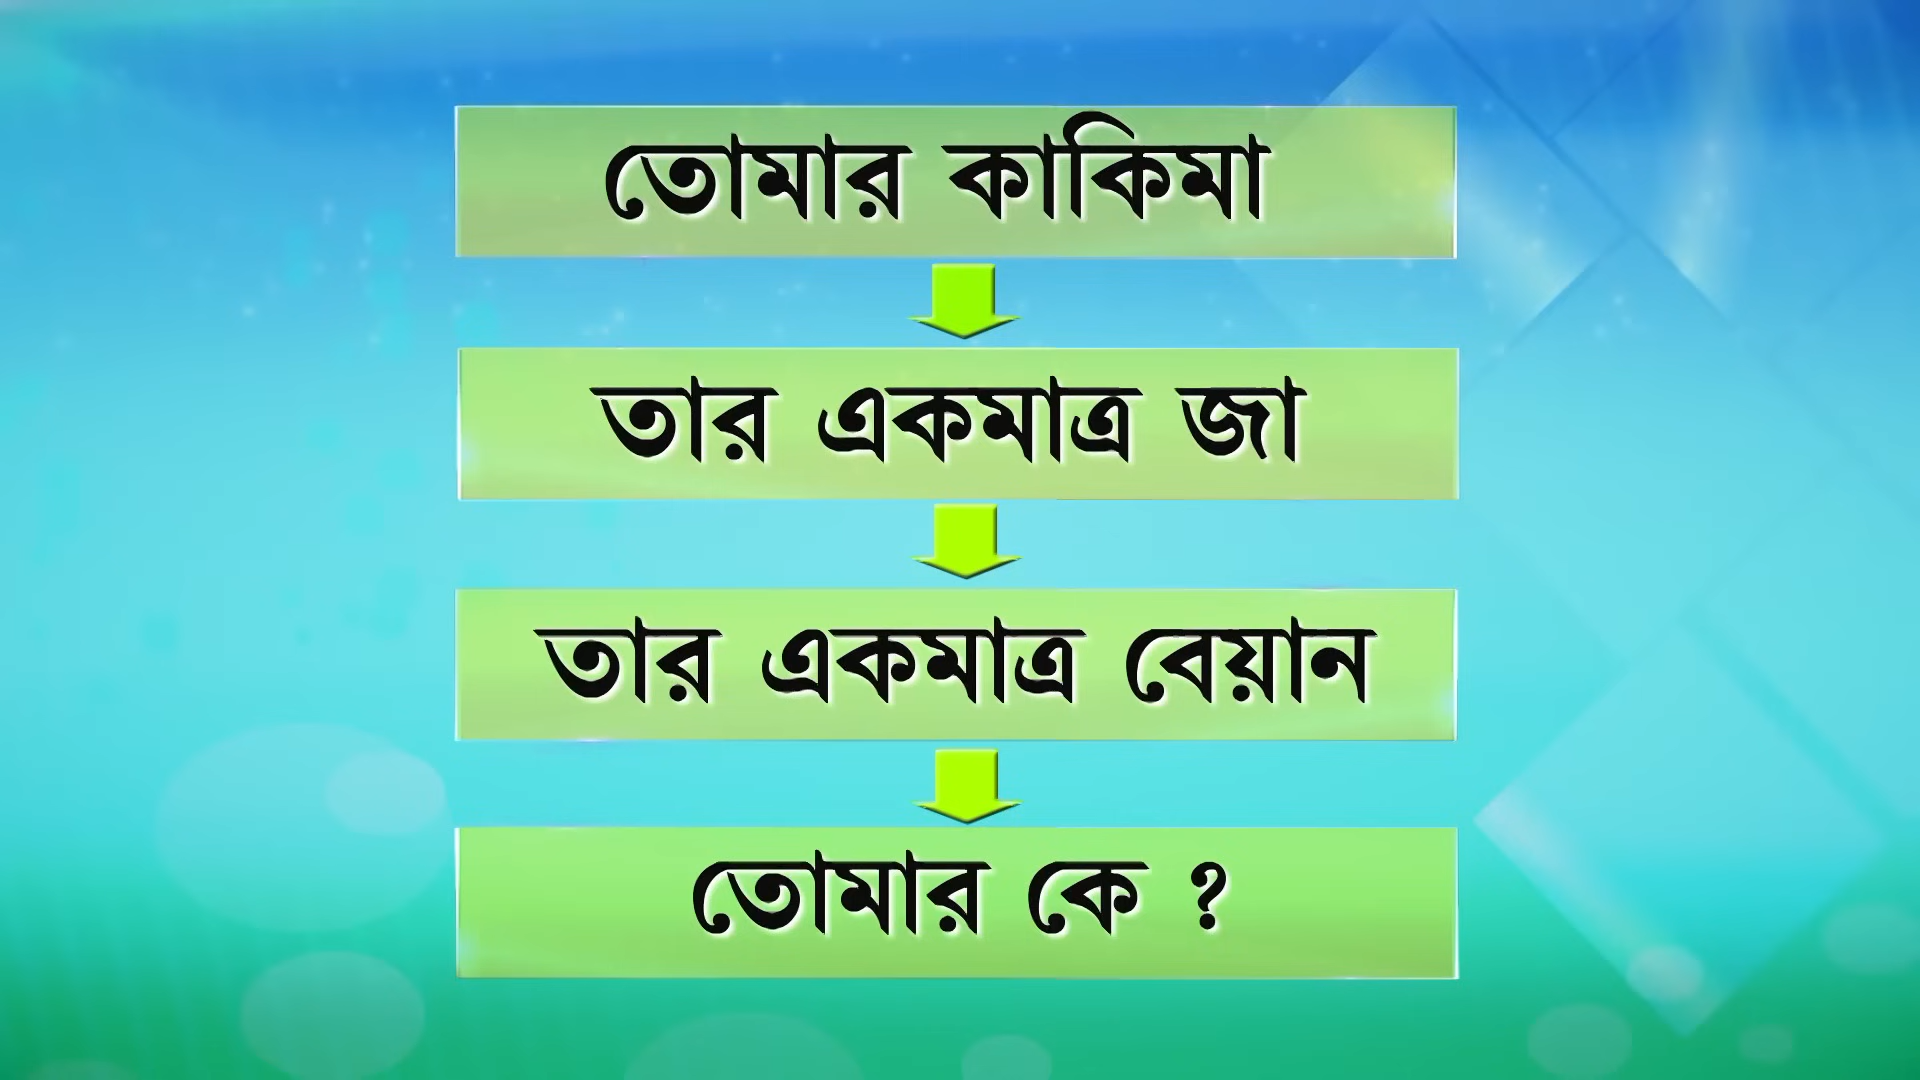 তোমার কাকিমা
তার একমাত্র জা
তার একমাত্র বেয়ান
তোমার কে ?